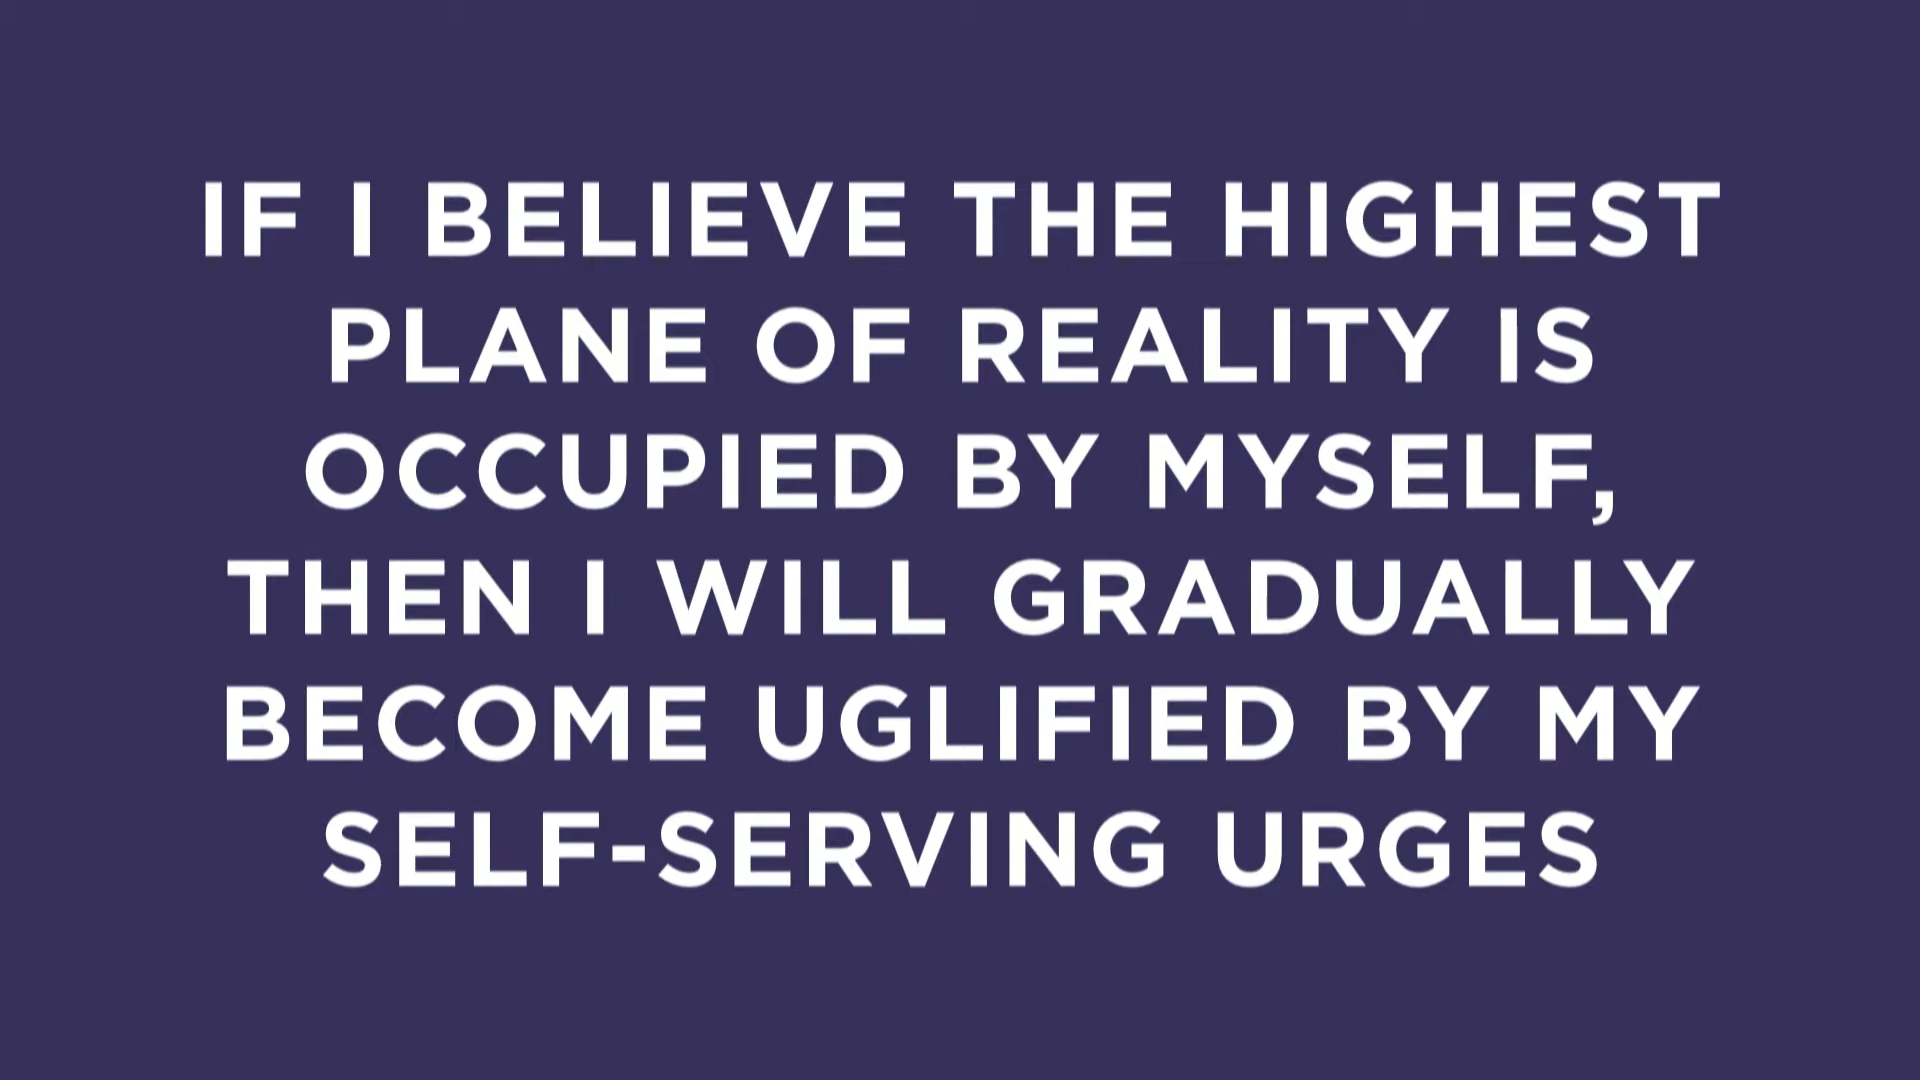 IF I BELIEVE THE HIGHEST
PLANE OF REALITY IS
OCCUPIED BY MYSELF,
THEN I WILL GRADUALLY
BECOME UGLIFIED BY MY
SELF-SERVING URGES